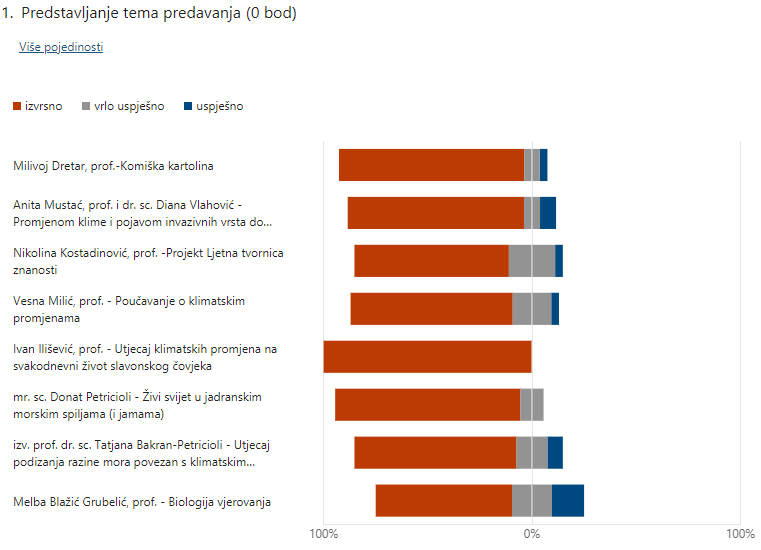 1. Predstavljanje tema predavanja (0 bod)
Više pojedinosti
izvrsno vrlo uspješno uspješno
Milivoj Dretar, prof.-Komiška kartolina
Anita Mustać, prof. i dr. sc. Diana Vlahović -
Promjenom klime i pojavom invazivnih vrsta do...
Nikolina Kostadinović, prof. -Projekt Ljetna tvornica
znanosti
Vesna Milić, prof. - Poučavanje o klimatskim
promjenama
Ivan Ilišević, prof. - Utjecaj klimatskih promjena na
svakodnevni život slavonskog čovjeka
mr. sc. Donat Petricioli - Živi svijet u jadranskim
morskim spiljama (i jamama)
izv. prof. dr. sc. Tatjana Bakran-Petricioli - Utjecaj
podizanja razine mora povezan s klimatskim...
Melba Blažić Grubelić, prof. - Biologija vjerovanja
100% 0% 100%